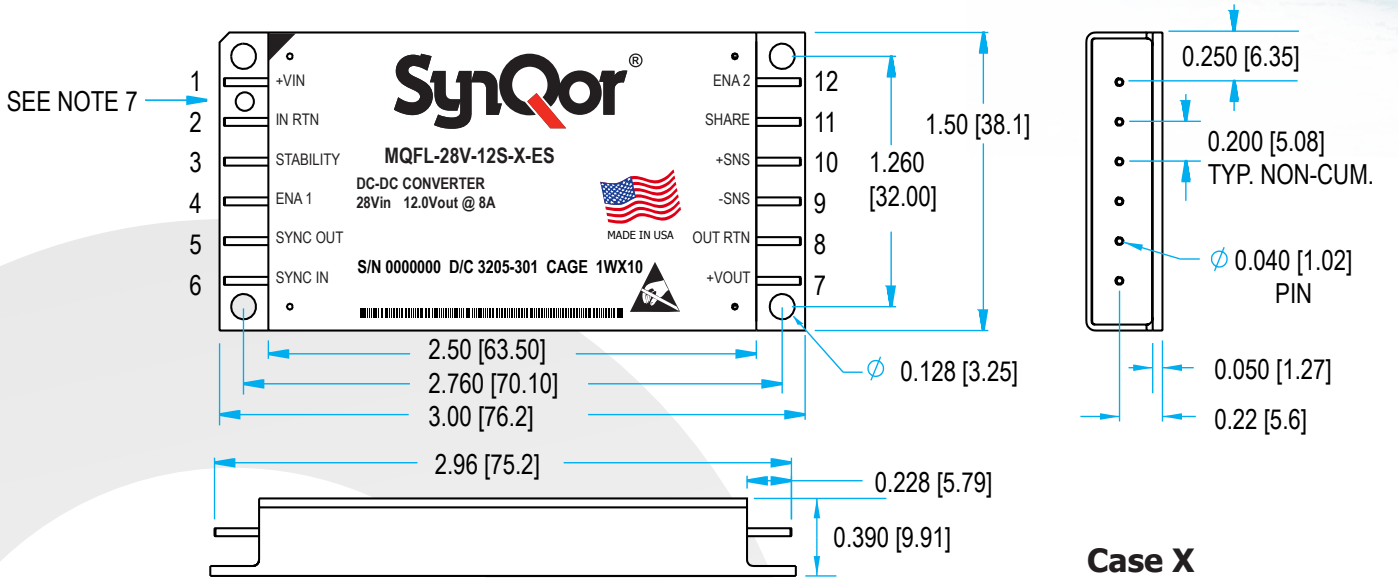 SynQor®
MQFL-28V-12S-X-ES
DC-DC CONVERTER
28Vin 12.0Vout @ 8A
MADE IN USA
S/N 0000000 D/C 3205-301 CAGE 1WX10
SEE NOTE 7
1 +VIN
2 IN RTN
3 STABILITY
4 ENA 1
5 SYNC OUT
6 SYNC IN
ENA 2 12
SHARE 11
+SNS 10
-SNS 9
OUT RTN 8
+VOUT 7
1.260
[32.00]
1.50 [38.1]
2.50 [63.50]
2.760 [70.10]
3.00 [76.2]
Ø 0.128 [3.25]
0.250 [6.35]
0.200 [5.08]
TYP. NON-CUM.
Ø 0.040 [1.02]
PIN
0.050 [1.27]
0.22 [5.6]
2.96 [75.2]
0.228 [5.79]
0.390 [9.91]
Case X